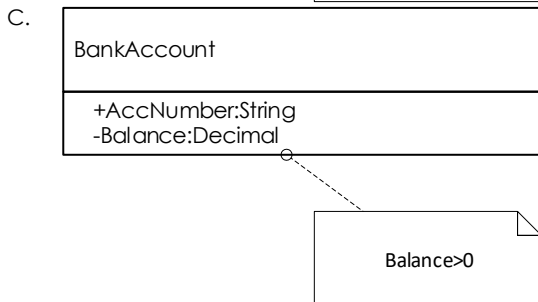 C.
BankAccount
+AccNumber:String
-Balance:Decimal
Balance>0